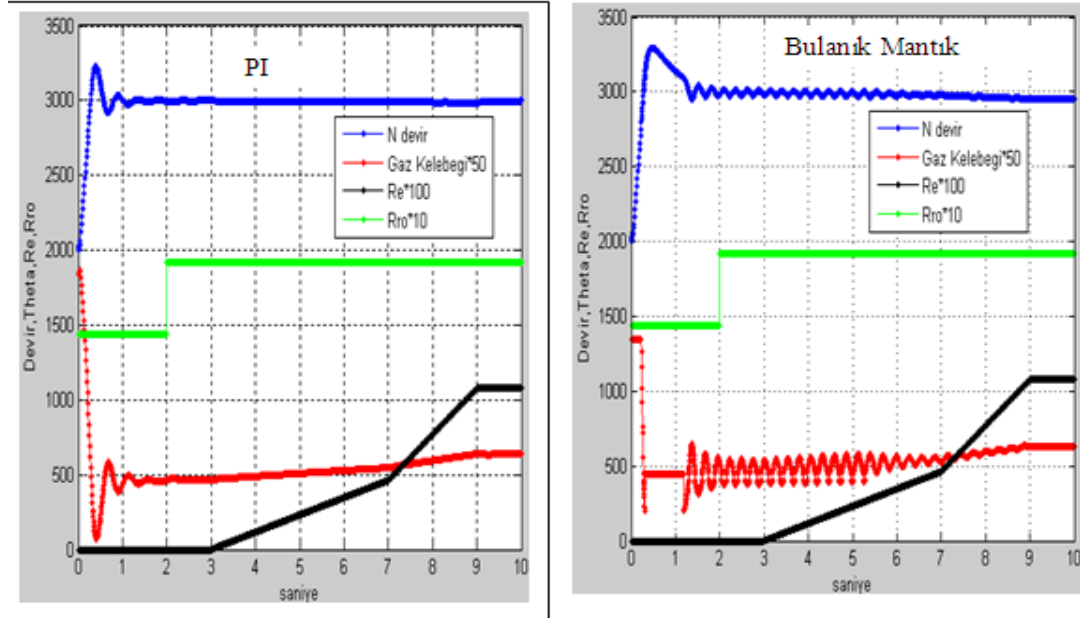 PI
3500
3000
2500
2000
1500
1000
500
0
Devir,Theta,Re,Rro
N devir
Gaz Kelebegi*50
Re*100
Rro*10
0 1 2 3 4 5 6 7 8 9 10
saniye
Bulanık Mantık
3500
3000
2500
2000
1500
1000
500
0
Devir,Theta,Re,Rro
N devir
Gaz Kelebegi*50
Re*100
Rro*10
0 1 2 3 4 5 6 7 8 9 10
saniye